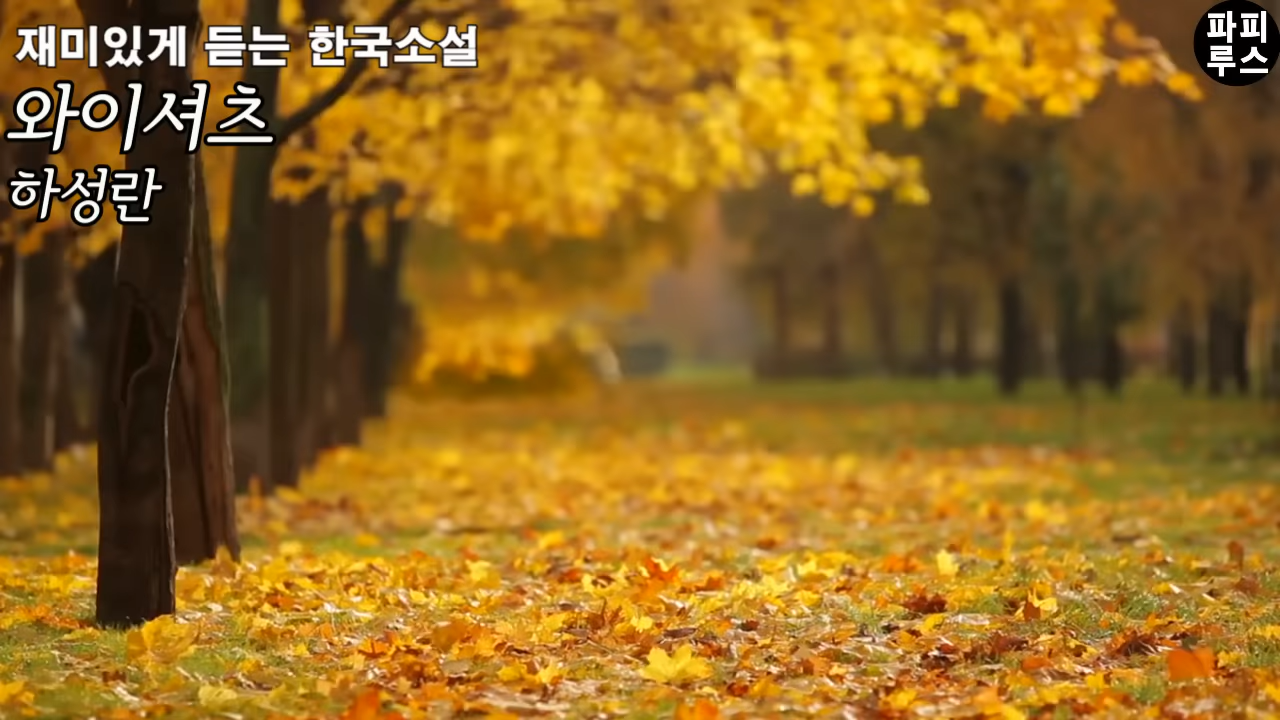 재미있게 듣는 한국소설
와이셔츠
하성란
파피
루스